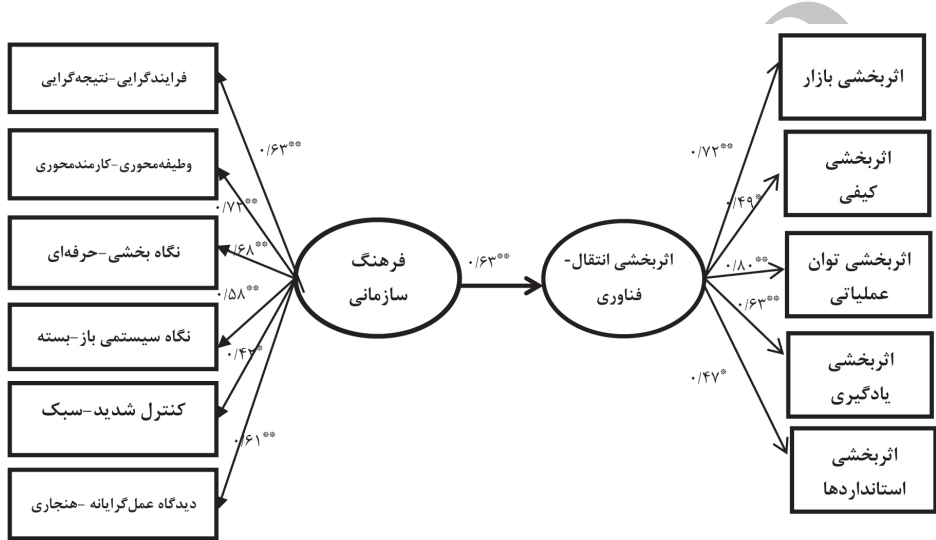 اثربخشی بازار
اثربخشی
کیفی
اثربخشی توان
عملیاتی
اثربخشی
یادگیری
اثربخشی
استانداردها
۰/۷۲**
۰/۴۹*
۰/۸۰**
۰/۶۳**
۰/۴۷*
اثربخشی انتقال-
فناوری
۰/۶۳**
فرهنگ
سازمانی
۰/۶۳**
۰/۷۲**
۰/۶۸**
۰/۵۸**
۰/۴۲*
۰/۶۱**
فرایندگرایی-نتیجه‌گرایی
وظیفه‌محوری-کارمندمحوری
نگاه بخشی-حرفه‌ای
نگاه سیستمی باز-بسته
کنترل شدید-سبک
دیدگاه عمل‌گرایانه -هنجاری